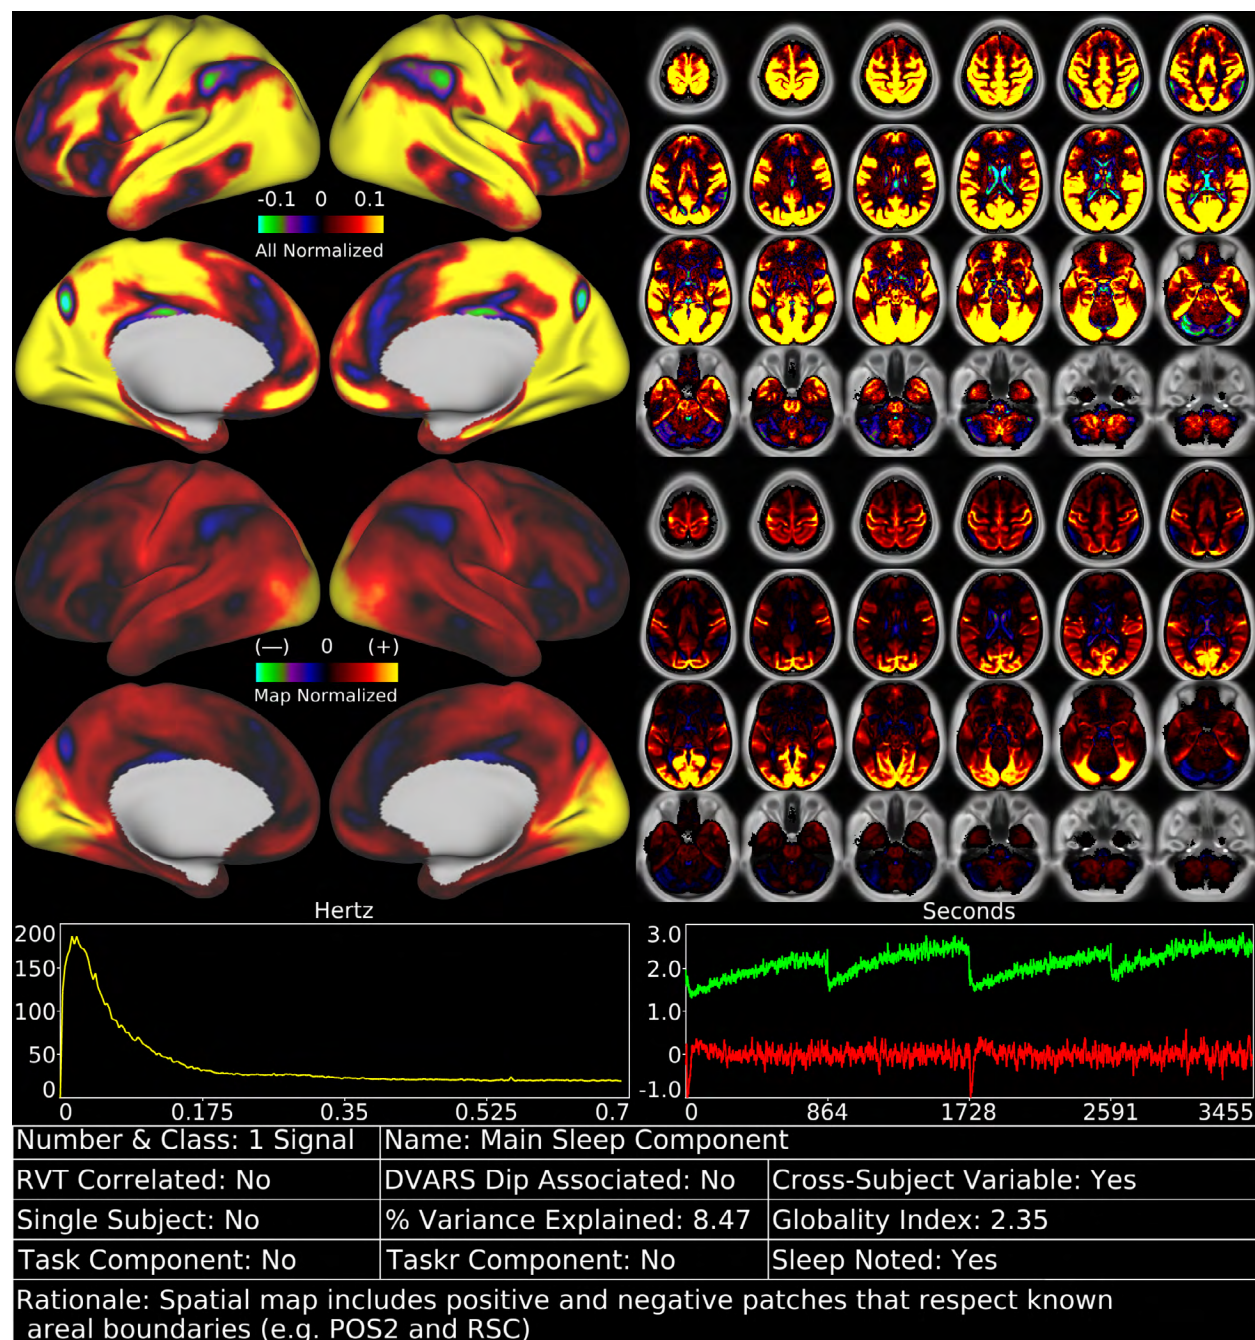 -0.1 0 0.1
All Normalized
(—) 0 (+)
Map Normalized
Hertz
200
150
100
50
0
0 0.175 0.35 0.525 0.7
Seconds
3.0
2.0
1.0
0
-1.0
0 864 1728 2591 3455
Number & Class: 1 Signal Name: Main Sleep Component
RVT Correlated: No DVARS Dip Associated: No Cross-Subject Variable: Yes
Single Subject: No % Variance Explained: 8.47 Globality Index: 2.35
Task Component: No Taskr Component: No Sleep Noted: Yes
Rationale: Spatial map includes positive and negative patches that respect known
areal boundaries (e.g. POS2 and RSC)